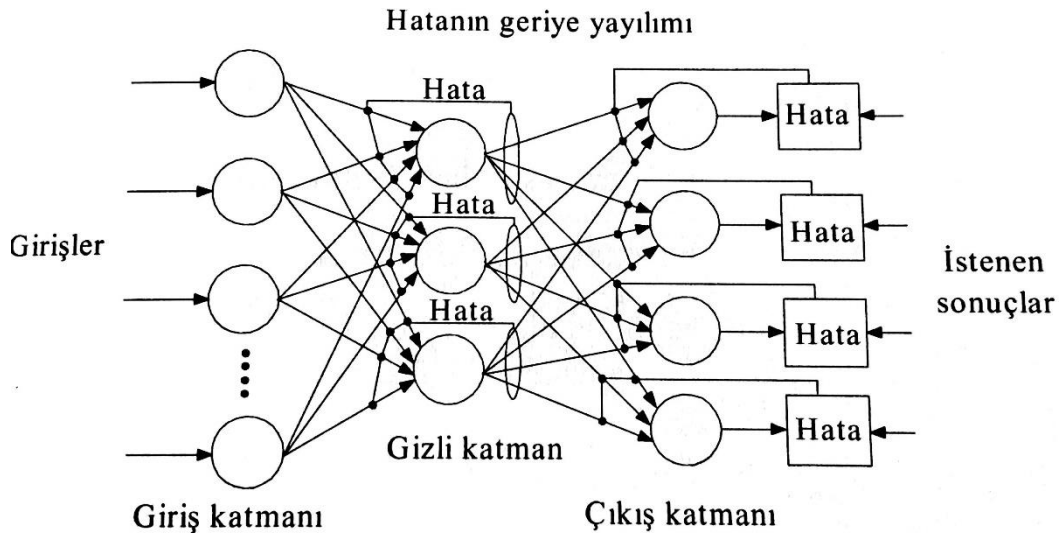 Hatanın geriye yayılımı
Hata
Hata
Hata
Hata
Hata
Hata
Hata
Girişler
İstenen
sonuçlar
Gizli katman
Giriş katmanı
Çıkış katmanı